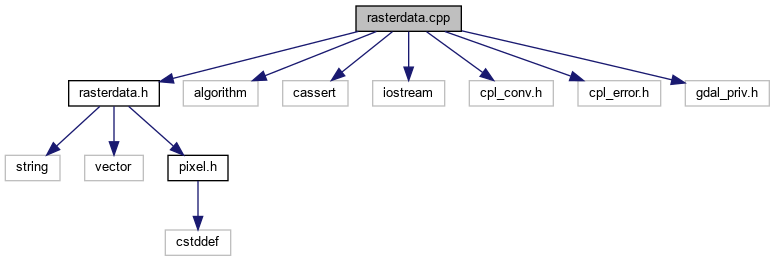 rasterdata.cpp
rasterdata.h
algorithm
cassert
iostream
cpl_conv.h
cpl_error.h
gdal_priv.h
string
vector
pixel.h
cstddef